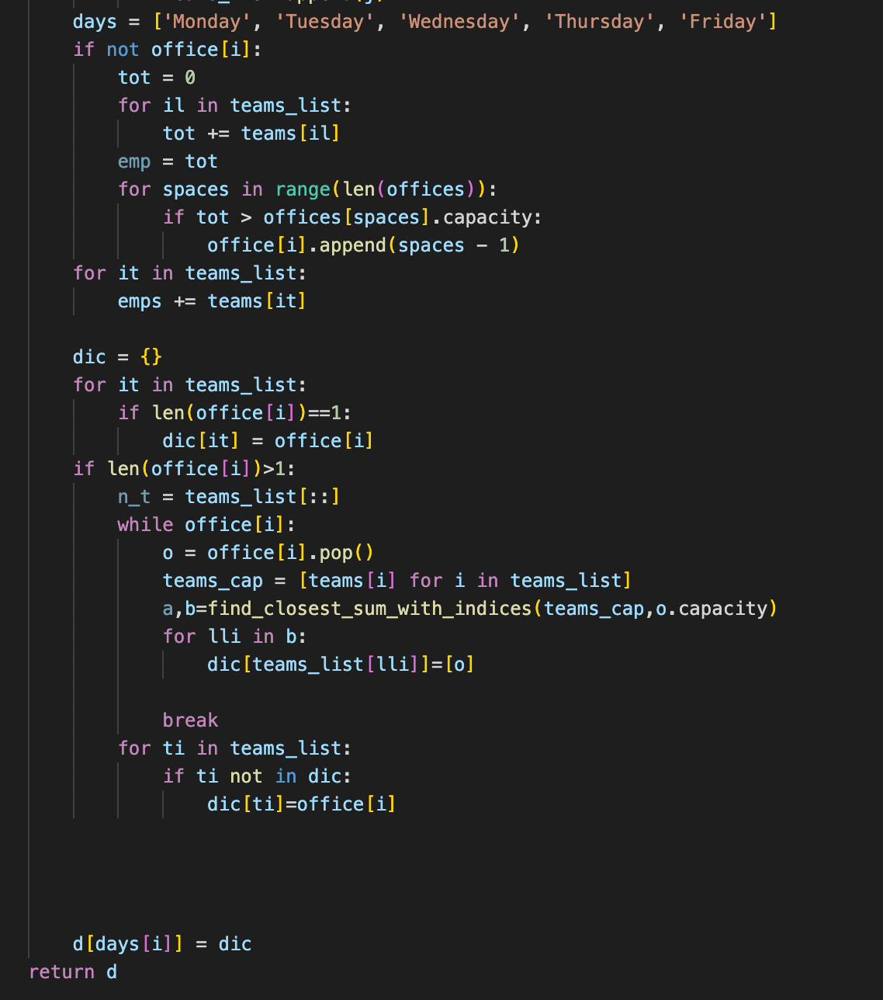 days = ['Monday', 'Tuesday', 'Wednesday', 'Thursday', 'Friday']
if not office[i]:
tot = 0
for il in teams_list:
tot += teams[il]
emp = tot
for spaces in range(len(offices)):
if tot > offices[spaces].capacity:
office[i].append(spaces - 1)
for it in teams_list:
emps += teams[it]
dic = {}
for it in teams_list:
if len(office[i])==1:
dic[it] = office[i]
if len(office[i])>1:
n_t = teams_list[::]
while office[i]:
o = office[i].pop()
teams_cap = [teams[i] for i in teams_list]
a,b=find_closest_sum_with_indices(teams_cap,o.capacity)
for lli in b:
dic[teams_list[lli]]=[o]
break
for ti in teams_list:
if ti not in dic:
dic[ti]=office[i]
d[days[i]] = dic
return d